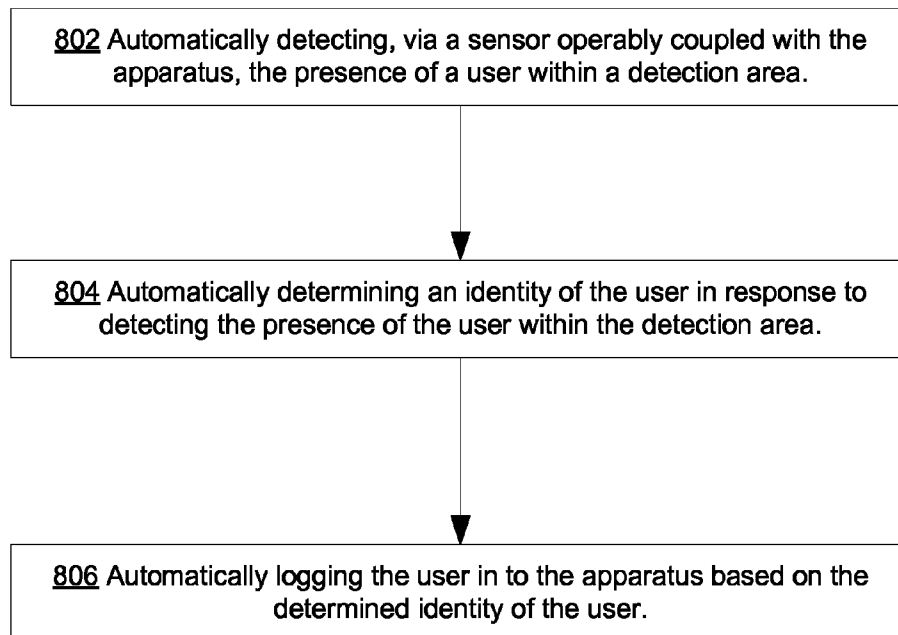 802 Automatically detecting, via a sensor operably coupled with the
apparatus, the presence of a user within a detection area.
804 Automatically determining an identity of the user in response to
detecting the presence of the user within the detection area.
806 Automatically logging the user in to the apparatus based on the
determined identity of the user.